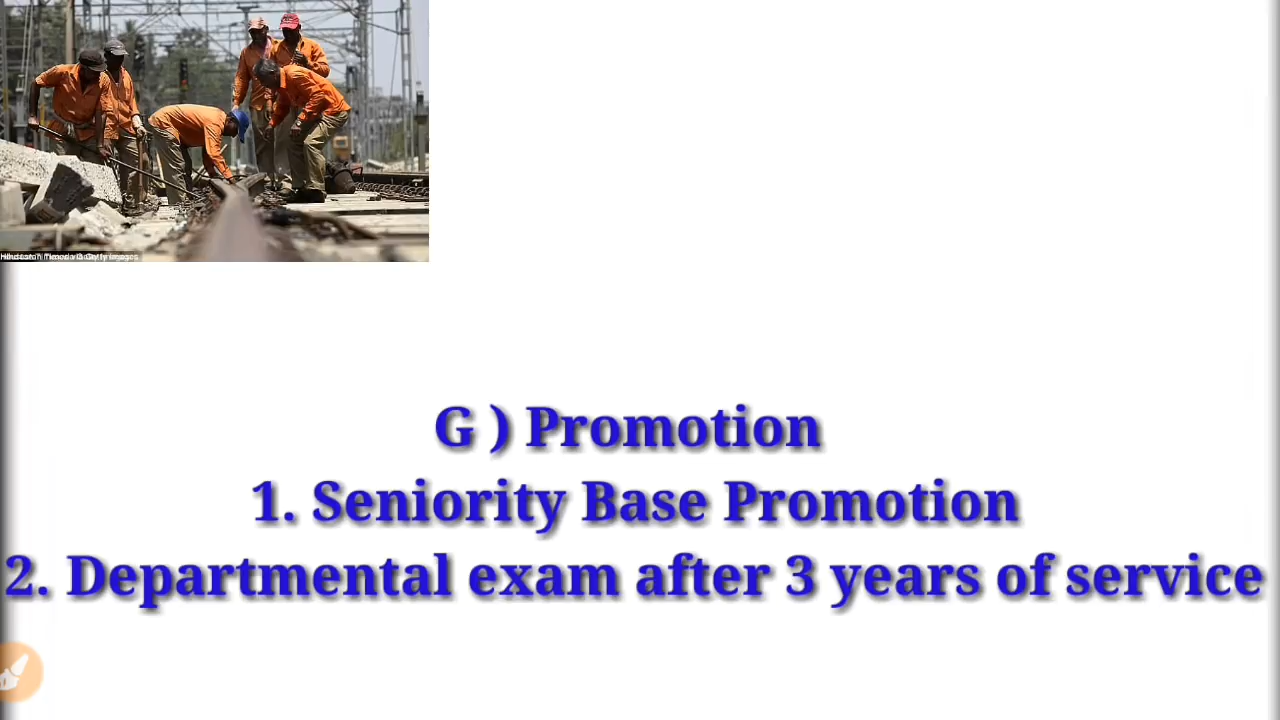 G ) Promotion
1. Seniority Base Promotion
2. Departmental exam after 3 years of service